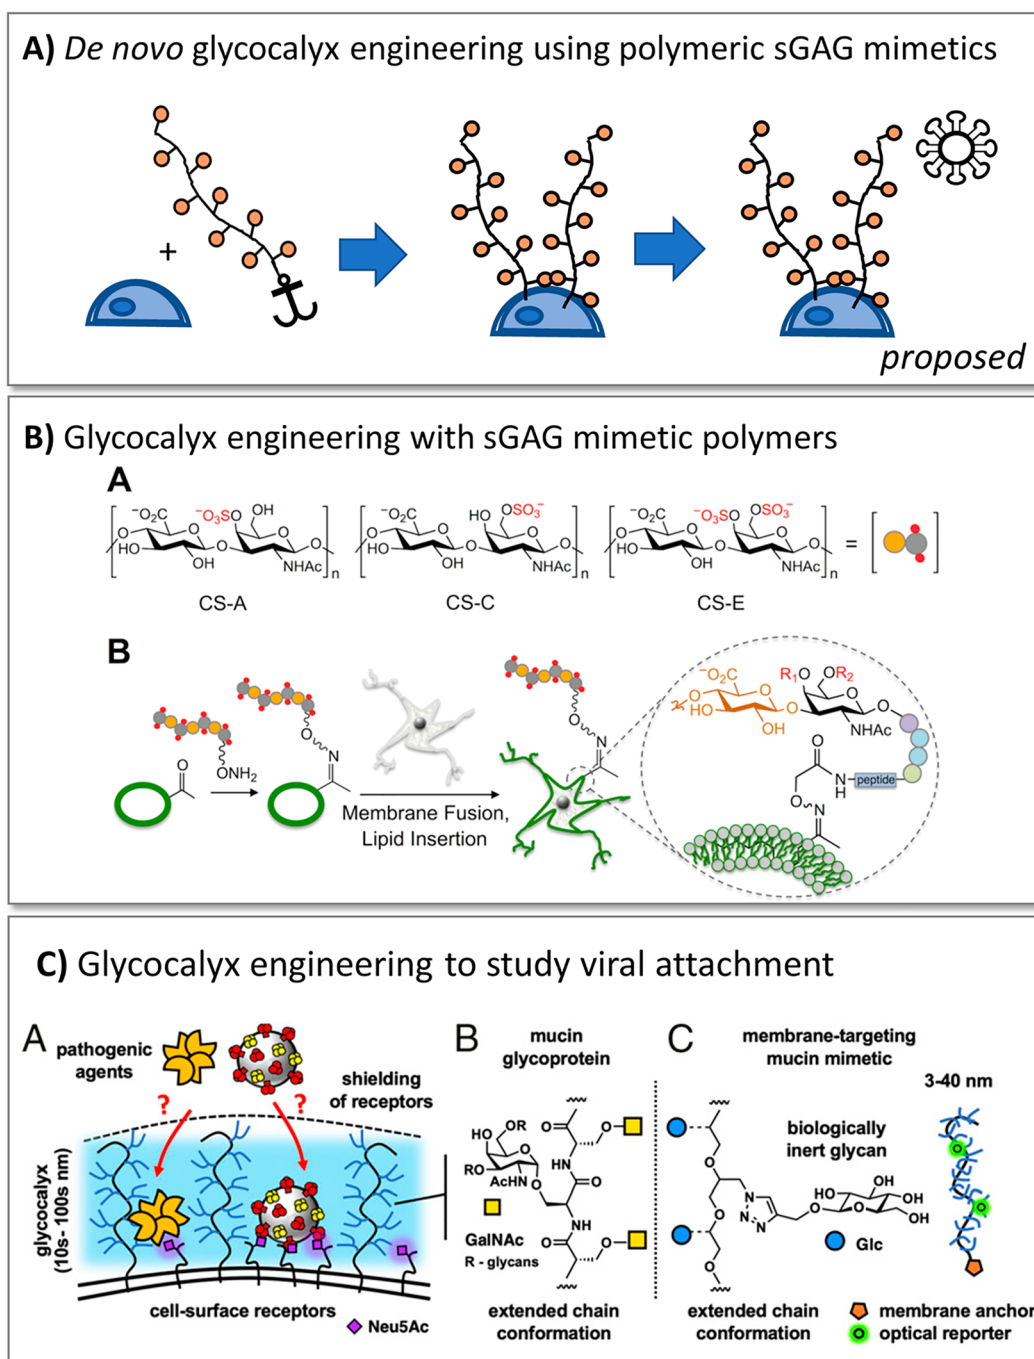 A) De novo glycocalyx engineering using polymeric sGAG mimetics
+
proposed
B) Glycocalyx engineering with sGAG mimetic polymers
A
⁻O₂C
O
O
HO
OH
⁻O₃SO
OH
O
O
NHAc
n
CS-A
⁻O₂C
O
O
HO
OH
HO
OSO₃⁻
O
O
NHAc
n
CS-C
⁻O₂C
O
O
HO
OH
⁻O₃SO
OSO₃⁻
O
O
NHAc
n
CS-E
=
B
O
ONH₂
O
N
Membrane Fusion,
Lipid Insertion
O
N
⁻O₂C
O
O
HO
OH
R₁O
OR₂
O
O
NHAc
O
N
H
peptide
O
N
C) Glycocalyx engineering to study viral attachment
A
pathogenic
agents
shielding
of receptors
?
?
glycocalyx
(10s- 100s nm)
cell-surface receptors
Neu5Ac
B
mucin
glycoprotein
OR
HO
O
RO
AcHN
O
O
O
HN
NH
O
O
GalNAc
R - glycans
extended chain
conformation
C
membrane-targeting
mucin mimetic
3-40 nm
biologically
inert glycan
O
O
O
N
N=N
O
HO
HO
OH
OH
O
OH
Glc
extended chain
conformation
membrane anchor
optical reporter